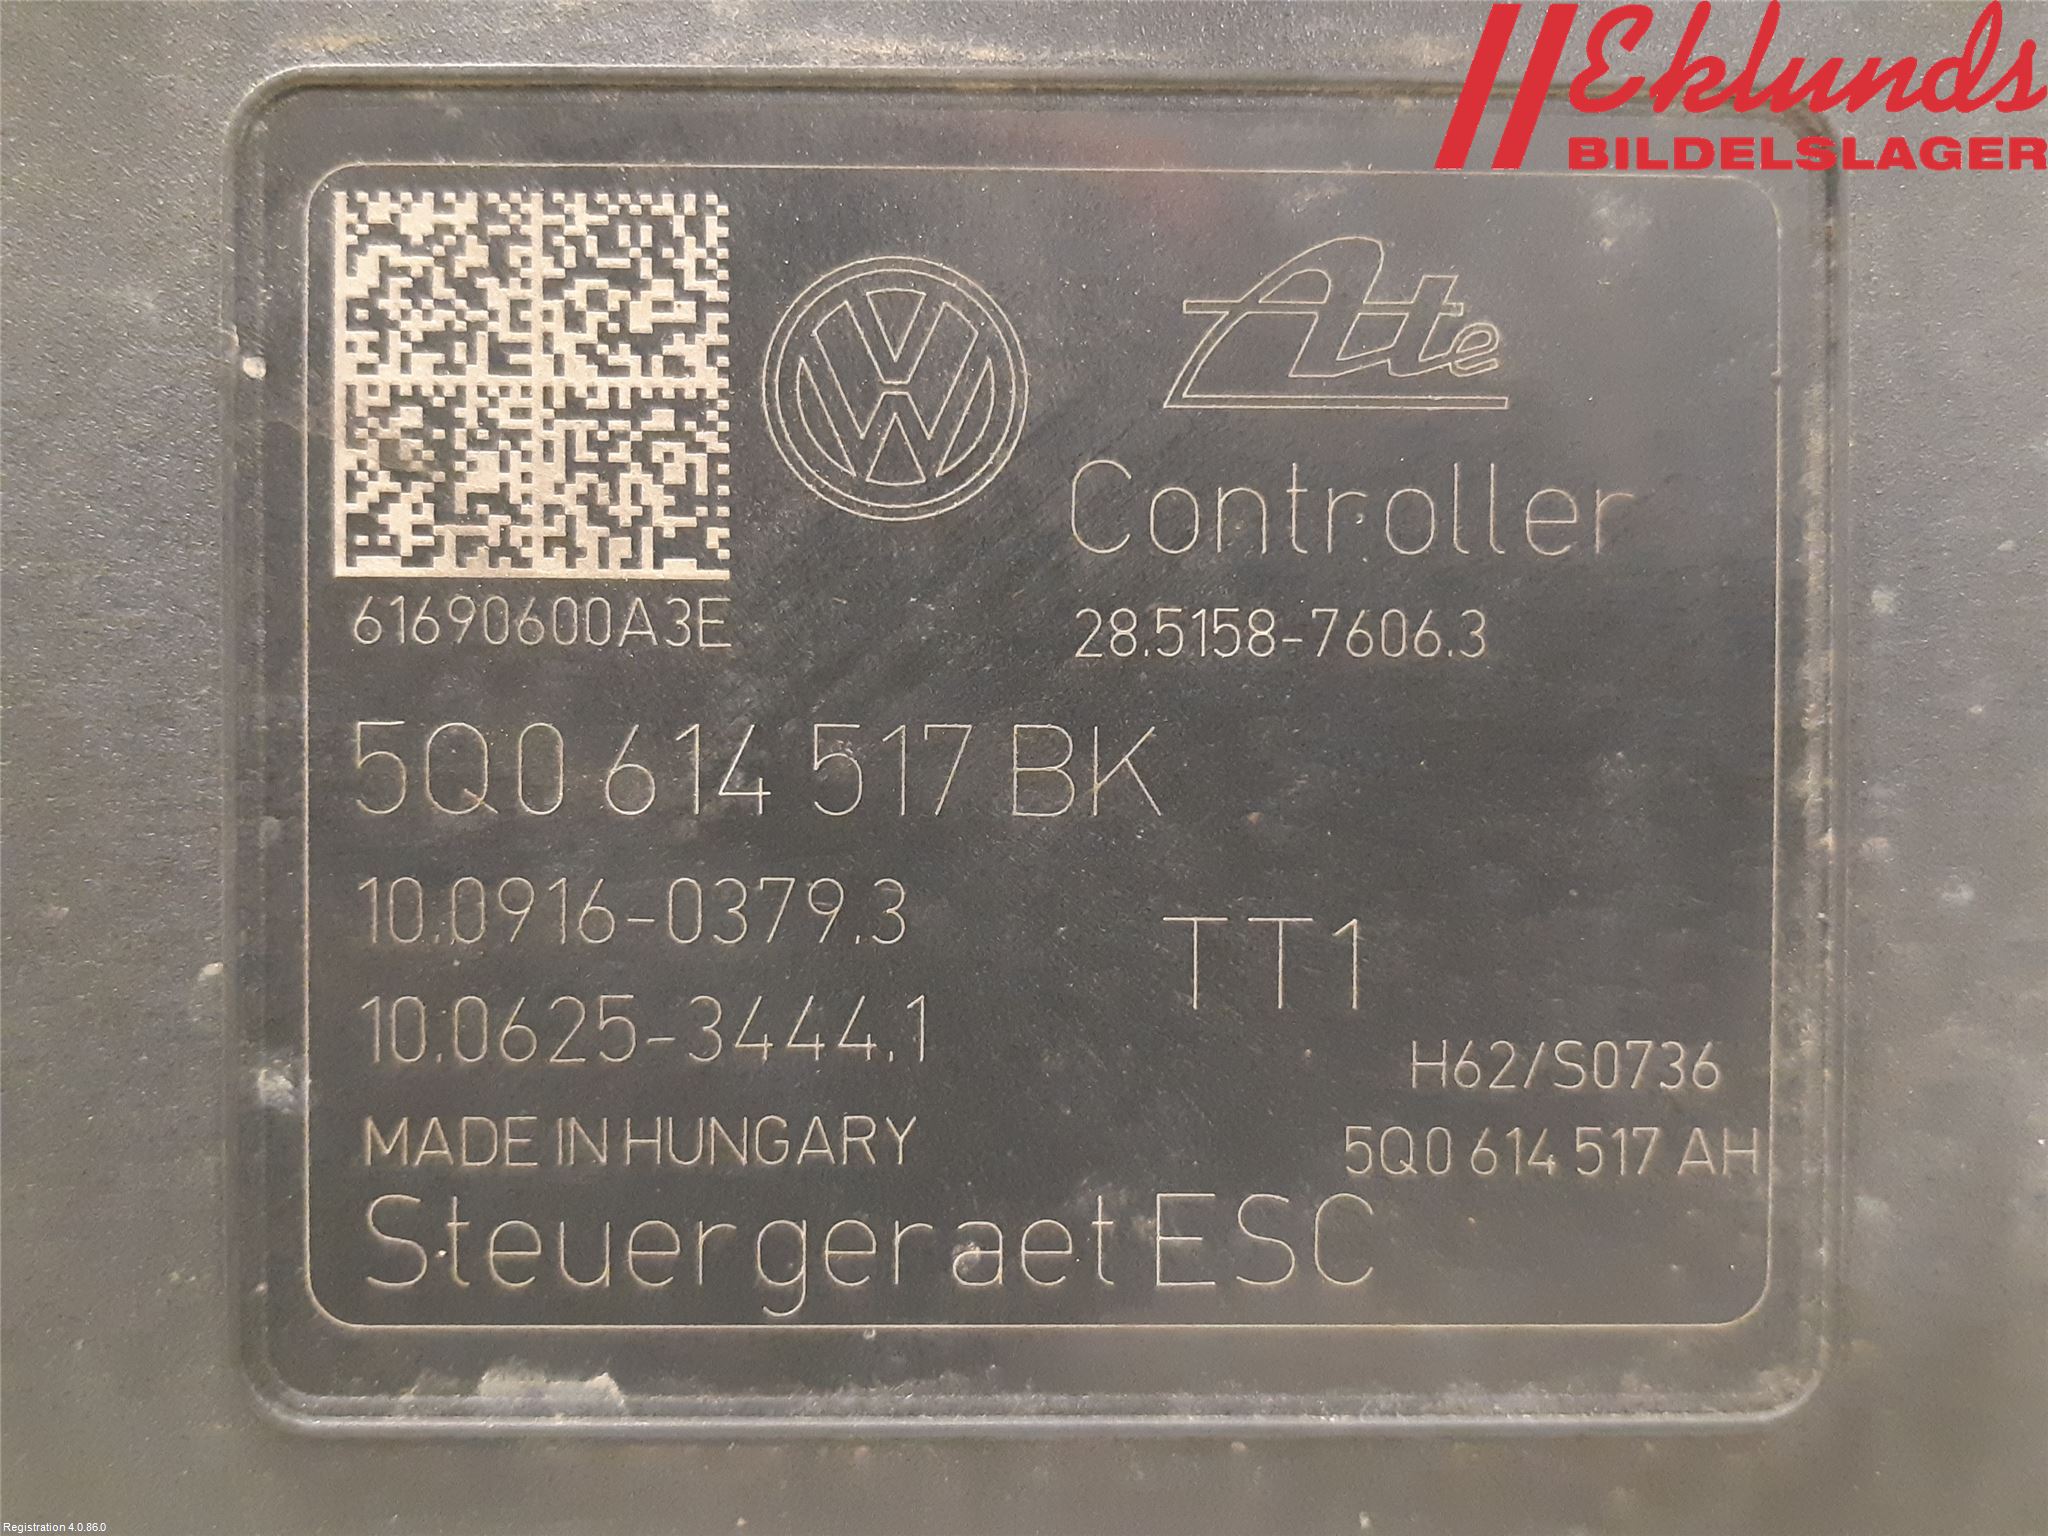 Eklunds
BILDELSLAGER
Ate
Controller
61690600A3E
28.5158-7606.3
5Q0 614 517 BK
10.0916-0379.3
TT1
10.0625-3444.1
H62/S0736
MADE IN HUNGARY
5Q0 614 517 AH
Steuergeraet ESC
Registration 4.0.86.0